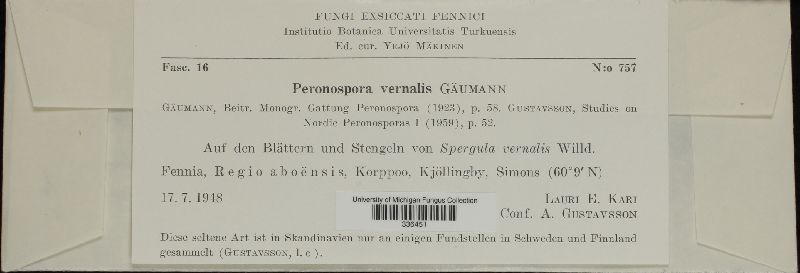 FUNGI EXSICCATI FENNICI
Institutio Botanica Universitatis Turkuensis
Ed. cur. YRJÖ MÄKINEN
Fasc. 16 N:o 757
Peronospora vernalis GÄUMANN
GÄUMANN, Beitr. Monogr. Gattung Peronospora (1923), p. 58. GUSTAVSSON, Studies on
Nordic Peronosporas I (1959), p. 52.
Auf den Blättern und Stengeln von Spergula vernalis Willd.
Fennia, Regio aboënsis, Korppoo, Kjöllingby, Simons (60°9′ N)
17. 7. 1948 LAURI E. KARI
Conf. A. GUSTAVSSON
University of Michigan Fungus Collection
336451
Diese seltene Art ist in Skandinavien nur an einigen Fundstellen in Schweden und Finnland
gesammelt (GUSTAVSSON, l. c.).